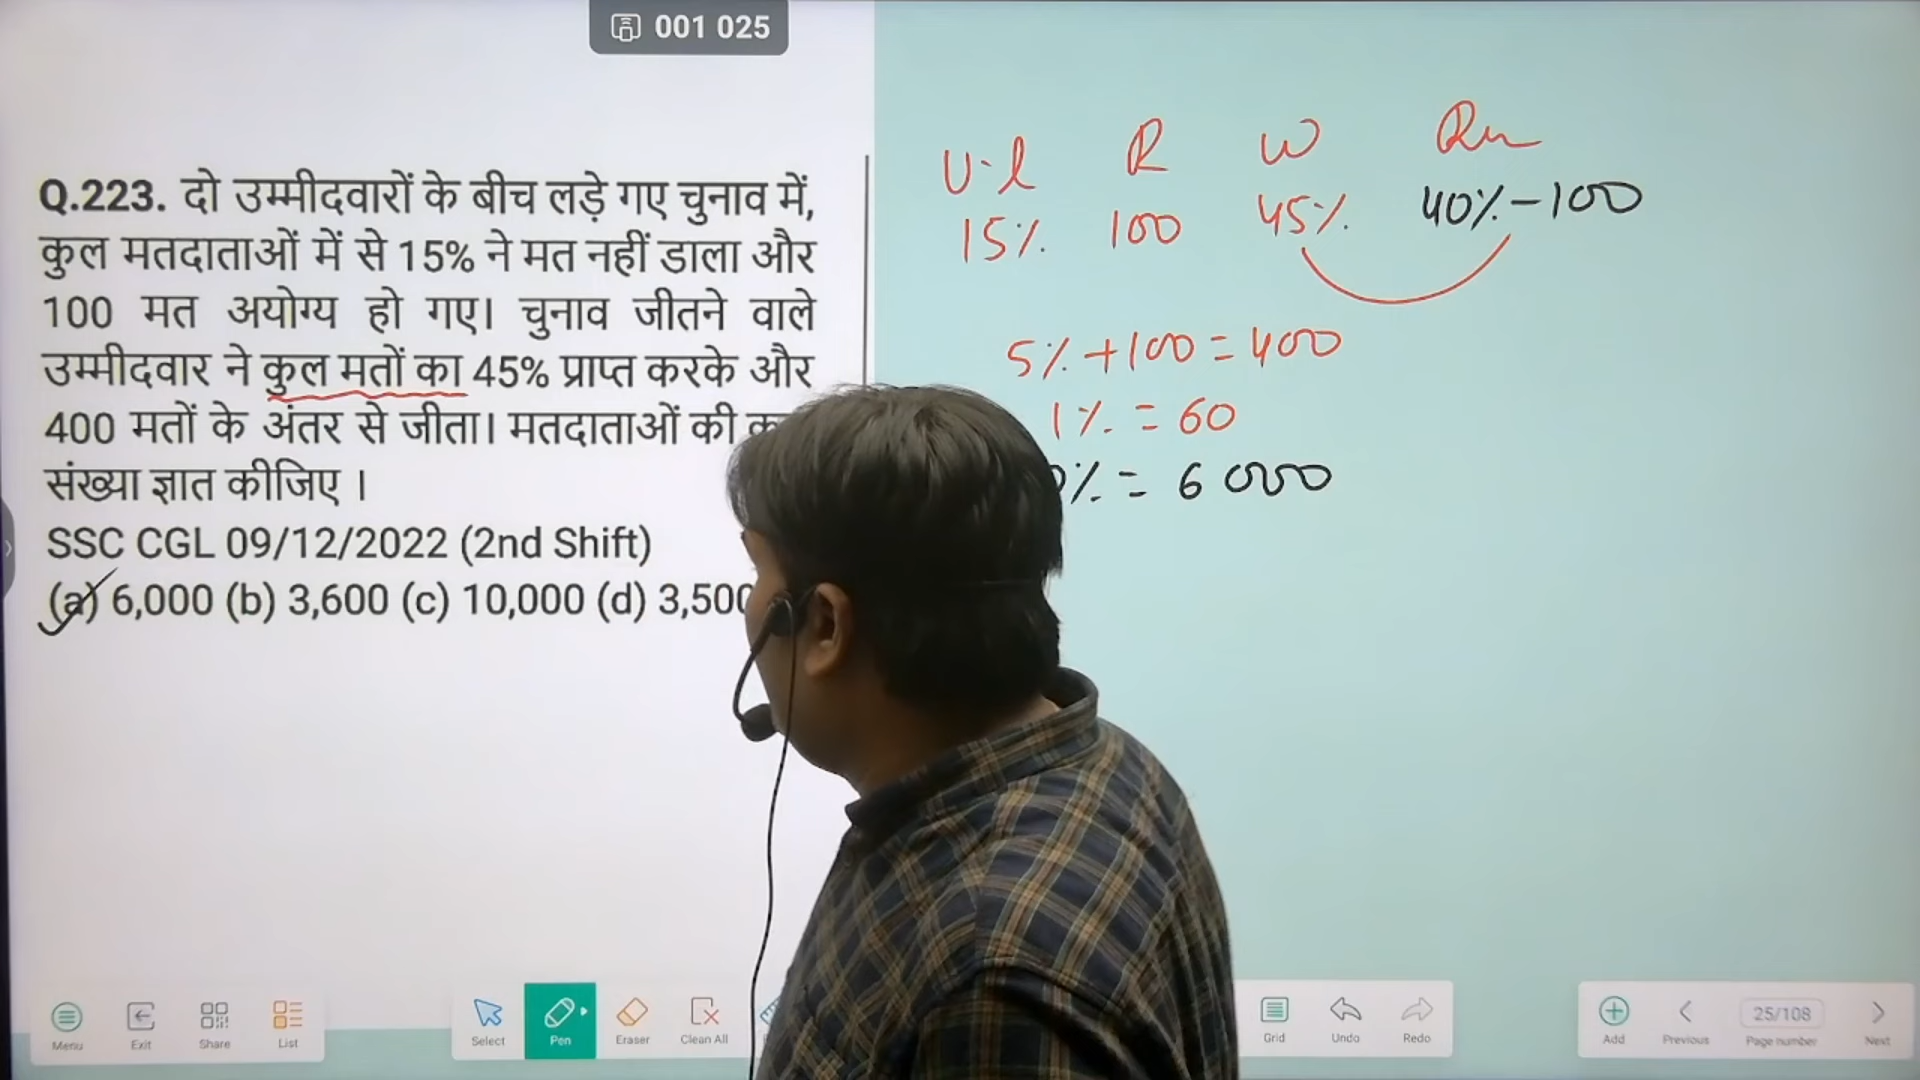 001 025
Q.223. दो उम्मीदवारों के बीच लड़े गए चुनाव में,
कुल मतदाताओं में से 15% ने मत नहीं डाला और
100 मत अयोग्य हो गए। चुनाव जीतने वाले
उम्मीदवार ने कुल मतों का 45% प्राप्त करके और
400 मतों के अंतर से जीता। मतदाताओं की
संख्या ज्ञात कीजिए ।
SSC CGL 09/12/2022 (2nd Shift)
(a) 6,000 (b) 3,600 (c) 10,000 (d) 3,500
R W
15% 100 45% 40%-100
5%+100=400
1% = 60
% = 6000
Menu Exit Share List
Select Pen Eraser Clean All
Grid Undo Redo
Add Previous 25/108 Page number Next